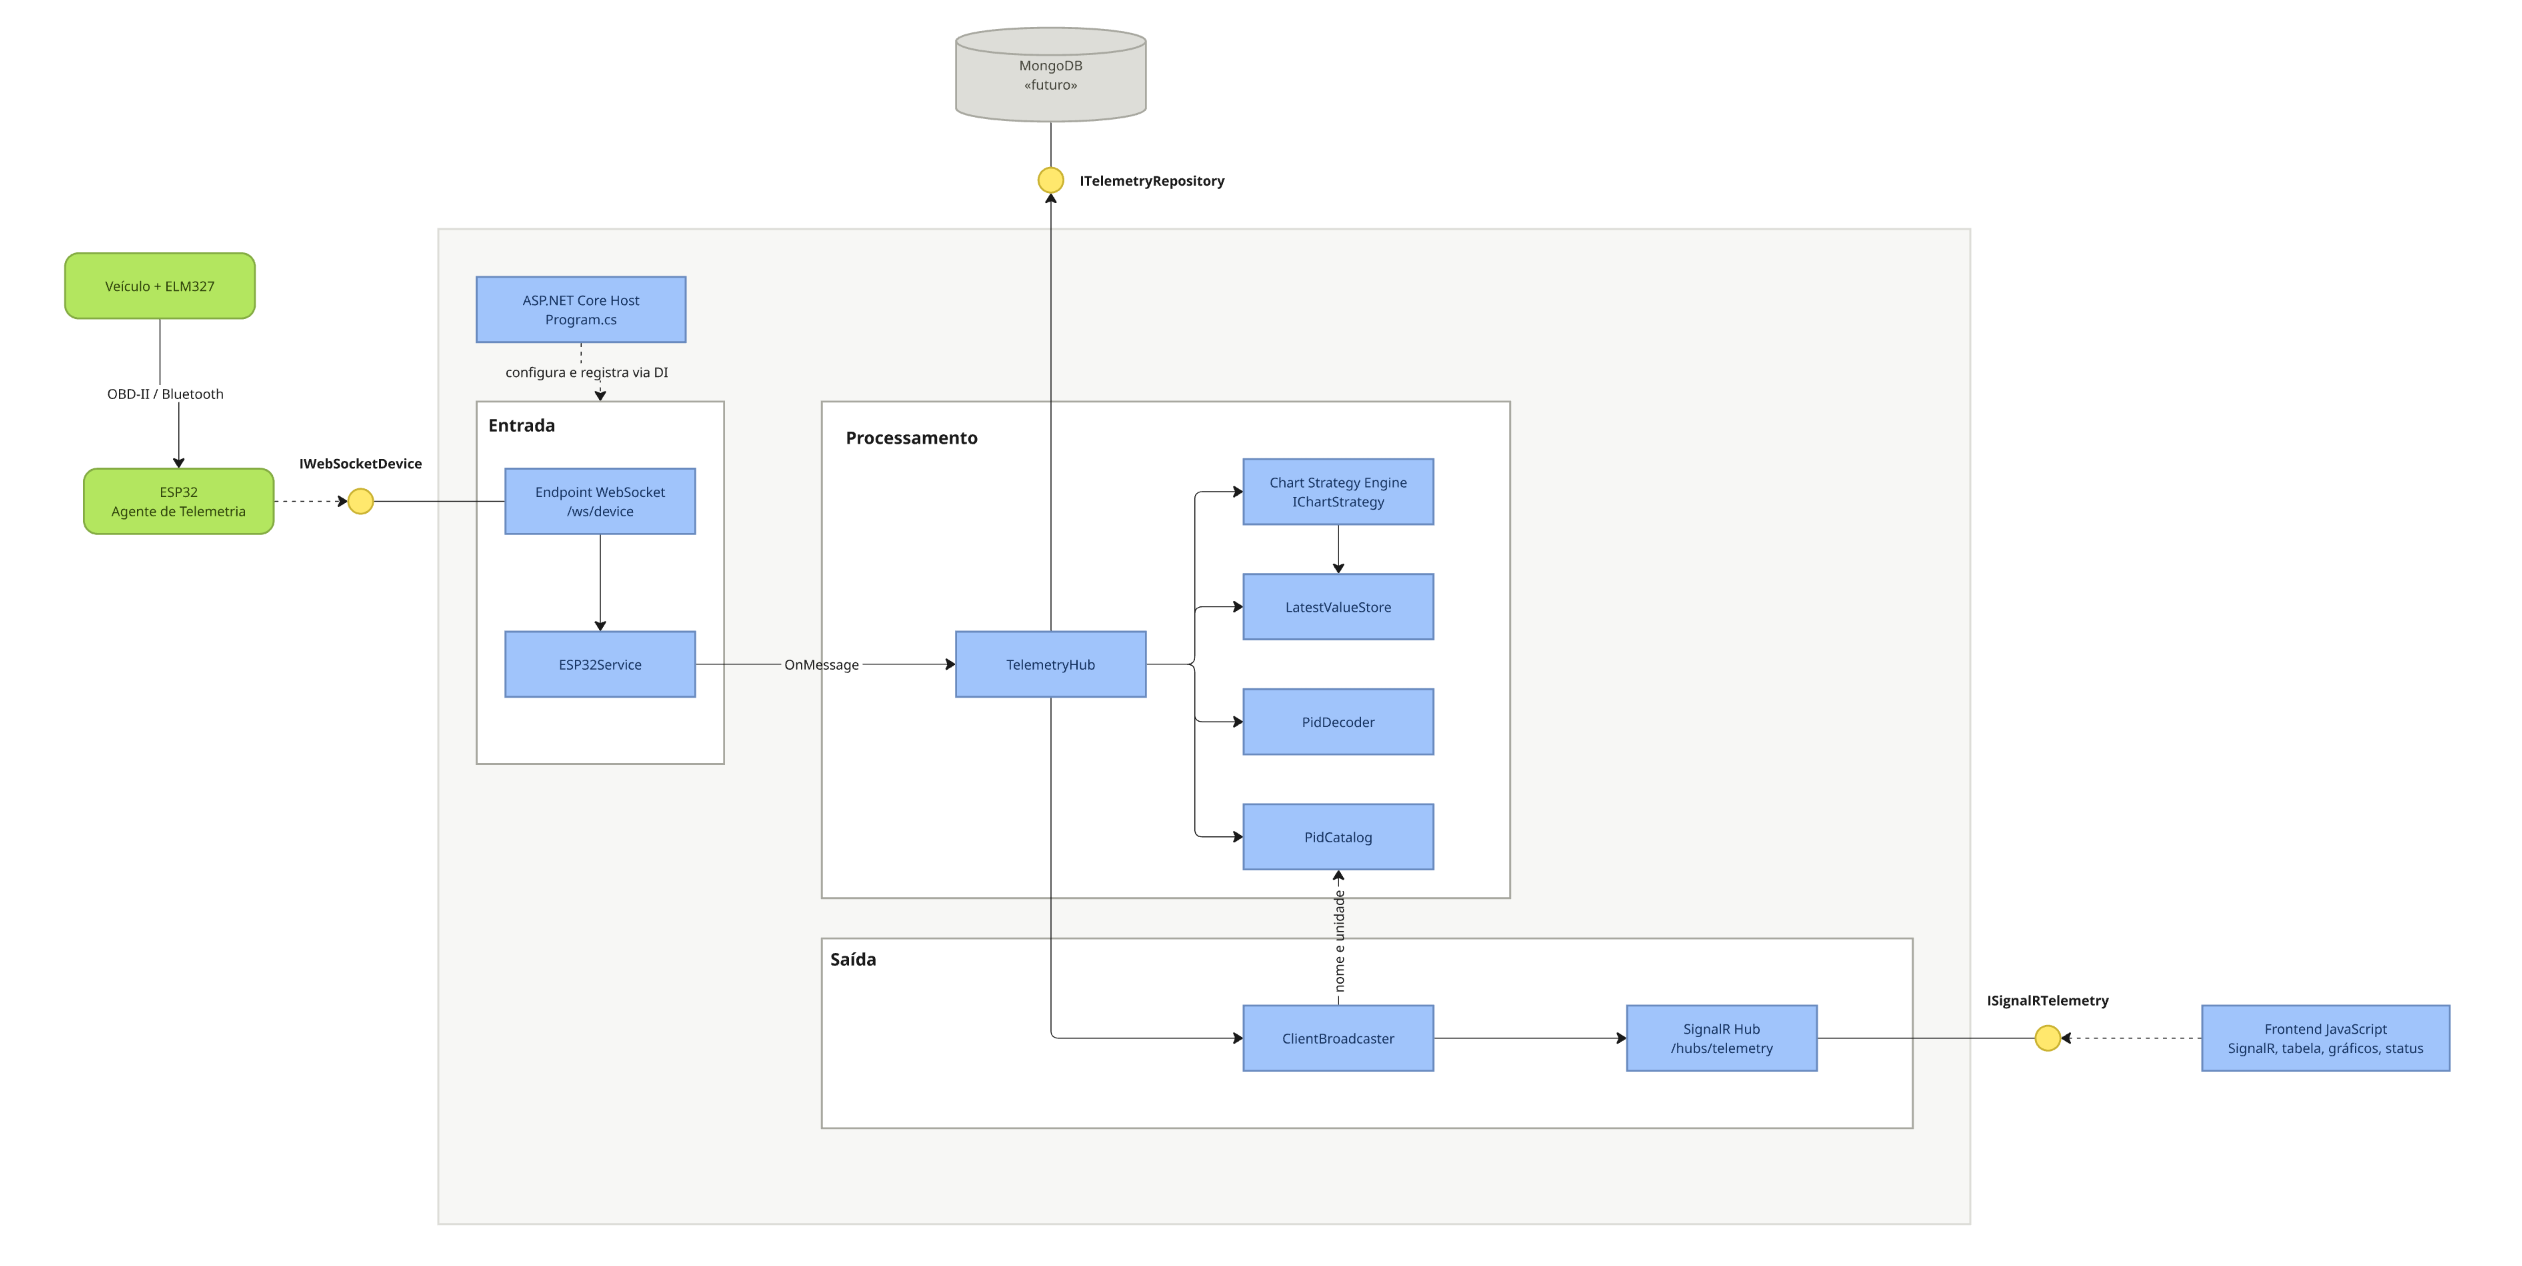 MongoDB
«futuro»
ITelemetryRepository
Veículo + ELM327
ASP.NET Core Host
Program.cs
configura e registra via DI
OBD-II / Bluetooth
Entrada
Processamento
IWebSocketDevice
ESP32
Agente de Telemetria
Endpoint WebSocket
/ws/device
Chart Strategy Engine
IChartStrategy
LatestValueStore
ESP32Service
OnMessage
TelemetryHub
PidDecoder
PidCatalog
nome e unidade
Saída
ClientBroadcaster
SignalR Hub
/hubs/telemetry
ISignalRTelemetry
Frontend JavaScript
SignalR, tabela, gráficos, status